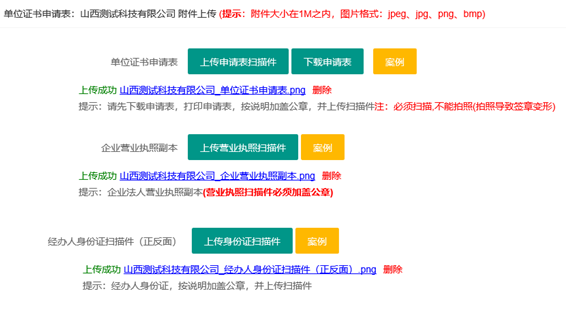 单位证书申请表：山西测试科技有限公司 附件上传 (提示：附件大小在1M之内，图片格式：jpeg、jpg、png、bmp)
单位证书申请表 上传申请表扫描件 下载申请表 案例
上传成功 山西测试科技有限公司_单位证书申请表.png 删除
提示：请先下载申请表，打印申请表，按说明加盖公章，并上传扫描件注：必须扫描,不能拍照(拍照导致签章变形)
企业营业执照副本 上传营业执照扫描件 案例
上传成功 山西测试科技有限公司_企业营业执照副本.png 删除
提示：企业法人营业执照副本(营业执照扫描件必须加盖公章)
经办人身份证扫描件（正反面） 上传身份证扫描件 案例
上传成功 山西测试科技有限公司_经办人身份证扫描件（正反面）.png 删除
提示：经办人身份证，按说明加盖公章，并上传扫描件